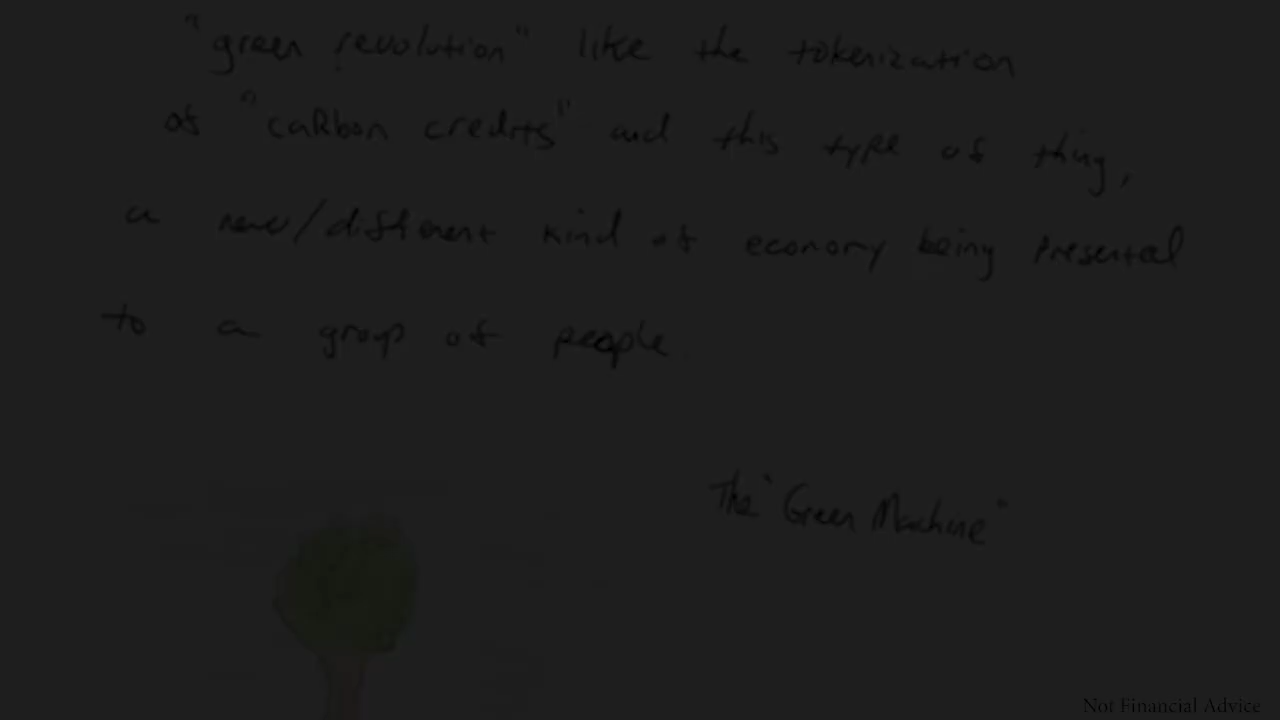 "green revolution" like the tokenization
of "caRbon credits" and this type of thing,
a new/different kind of economy being presented
to a group of people
The "Green Machine"
Not Financial Advice